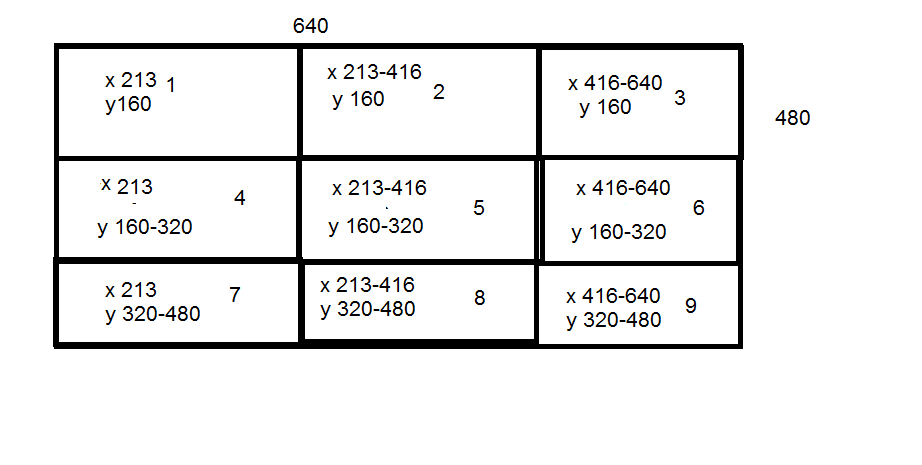 640
x 213 1
y160
x 213-416
y 160 2
x 416-640
y 160 3
480
x 213 4
y 160-320
x 213-416
5
y 160-320
x 416-640
6
y 160-320
x 213 7
y 320-480
x 213-416
y 320-480 8
x 416-640
y 320-480 9